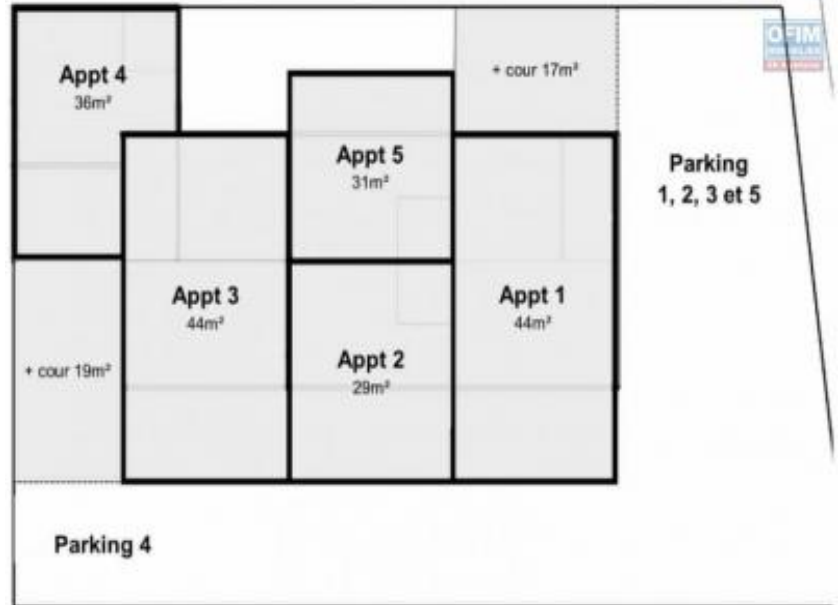 Appt 4
36m²
+ cour 17m²
OFIM
Appt 5
31m²
Parking
1, 2, 3 et 5
Appt 3
44m²
Appt 1
44m²
Appt 2
29m²
+ cour 19m²
Parking 4